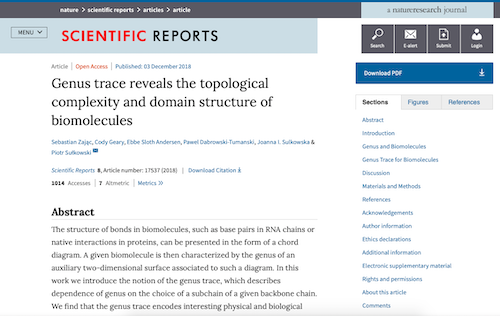 nature > scientific reports > articles > article
a natureresearch journal
MENU
SCIENTIFIC REPORTS
Search
E-alert
Submit
Login
Article | Open Access | Published: 03 December 2018
Genus trace reveals the topological
complexity and domain structure of
biomolecules
Sebastian Zając, Cody Geary, Ebbe Sloth Andersen, Pawel Dabrowski-Tumanski, Joanna I. Sulkowska &
Piotr Sułkowski
Scientific Reports 8, Article number: 17537 (2018) | Download Citation
1014 Accesses | 7 Altmetric | Metrics »
Abstract
The structure of bonds in biomolecules, such as base pairs in RNA chains or
native interactions in proteins, can be presented in the form of a chord
diagram. A given biomolecule is then characterized by the genus of an
auxiliary two-dimensional surface associated to such a diagram. In this
work we introduce the notion of the genus trace, which describes
dependence of genus on the choice of a subchain of a given backbone chain.
We find that the genus trace encodes interesting physical and biological
Download PDF
Sections
Figures
References
Abstract
Introduction
Genus and Biomolecules
Genus Trace for Biomolecules
Discussion
Materials and Methods
References
Acknowledgements
Author information
Ethics declarations
Additional information
Electronic supplementary material
Rights and permissions
About this article
Comments